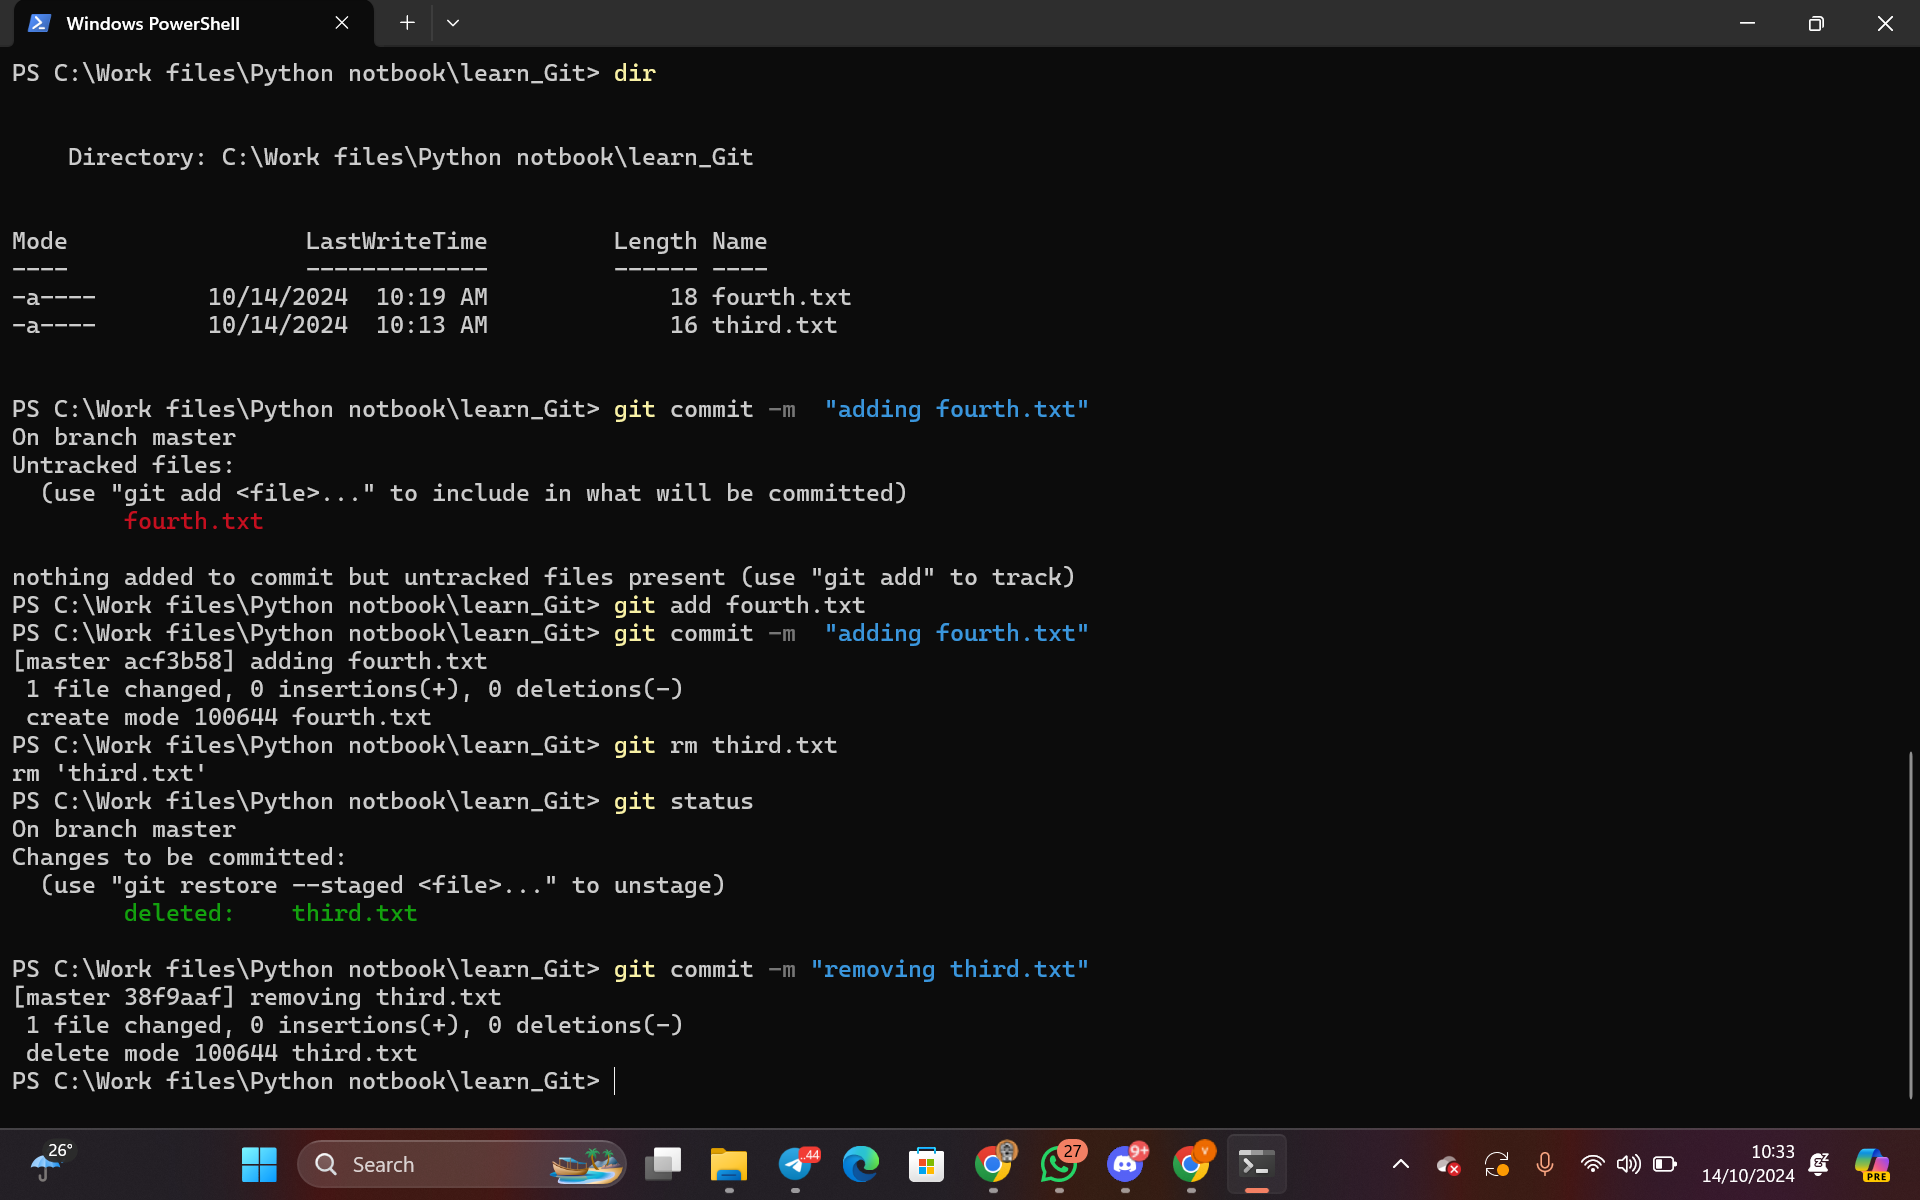 Windows PowerShell
PS C:\Work files\Python notbook\learn_Git> dir
Directory: C:\Work files\Python notbook\learn_Git
Mode                 LastWriteTime         Length Name
----                 -------------         ------ ----
-a----        10/14/2024  10:19 AM             18 fourth.txt
-a----        10/14/2024  10:13 AM             16 third.txt
PS C:\Work files\Python notbook\learn_Git> git commit -m  "adding fourth.txt"
On branch master
Untracked files:
  (use "git add <file>..." to include in what will be committed)
        fourth.txt
nothing added to commit but untracked files present (use "git add" to track)
PS C:\Work files\Python notbook\learn_Git> git add fourth.txt
PS C:\Work files\Python notbook\learn_Git> git commit -m  "adding fourth.txt"
[master acf3b58] adding fourth.txt
 1 file changed, 0 insertions(+), 0 deletions(-)
 create mode 100644 fourth.txt
PS C:\Work files\Python notbook\learn_Git> git rm third.txt
rm 'third.txt'
PS C:\Work files\Python notbook\learn_Git> git status
On branch master
Changes to be committed:
  (use "git restore --staged <file>..." to unstage)
        deleted:    third.txt
PS C:\Work files\Python notbook\learn_Git> git commit -m "removing third.txt"
[master 38f9aaf] removing third.txt
 1 file changed, 0 insertions(+), 0 deletions(-)
 delete mode 100644 third.txt
PS C:\Work files\Python notbook\learn_Git>
26°
Search
..44
27
9+
V
10:33
14/10/2024
PRE